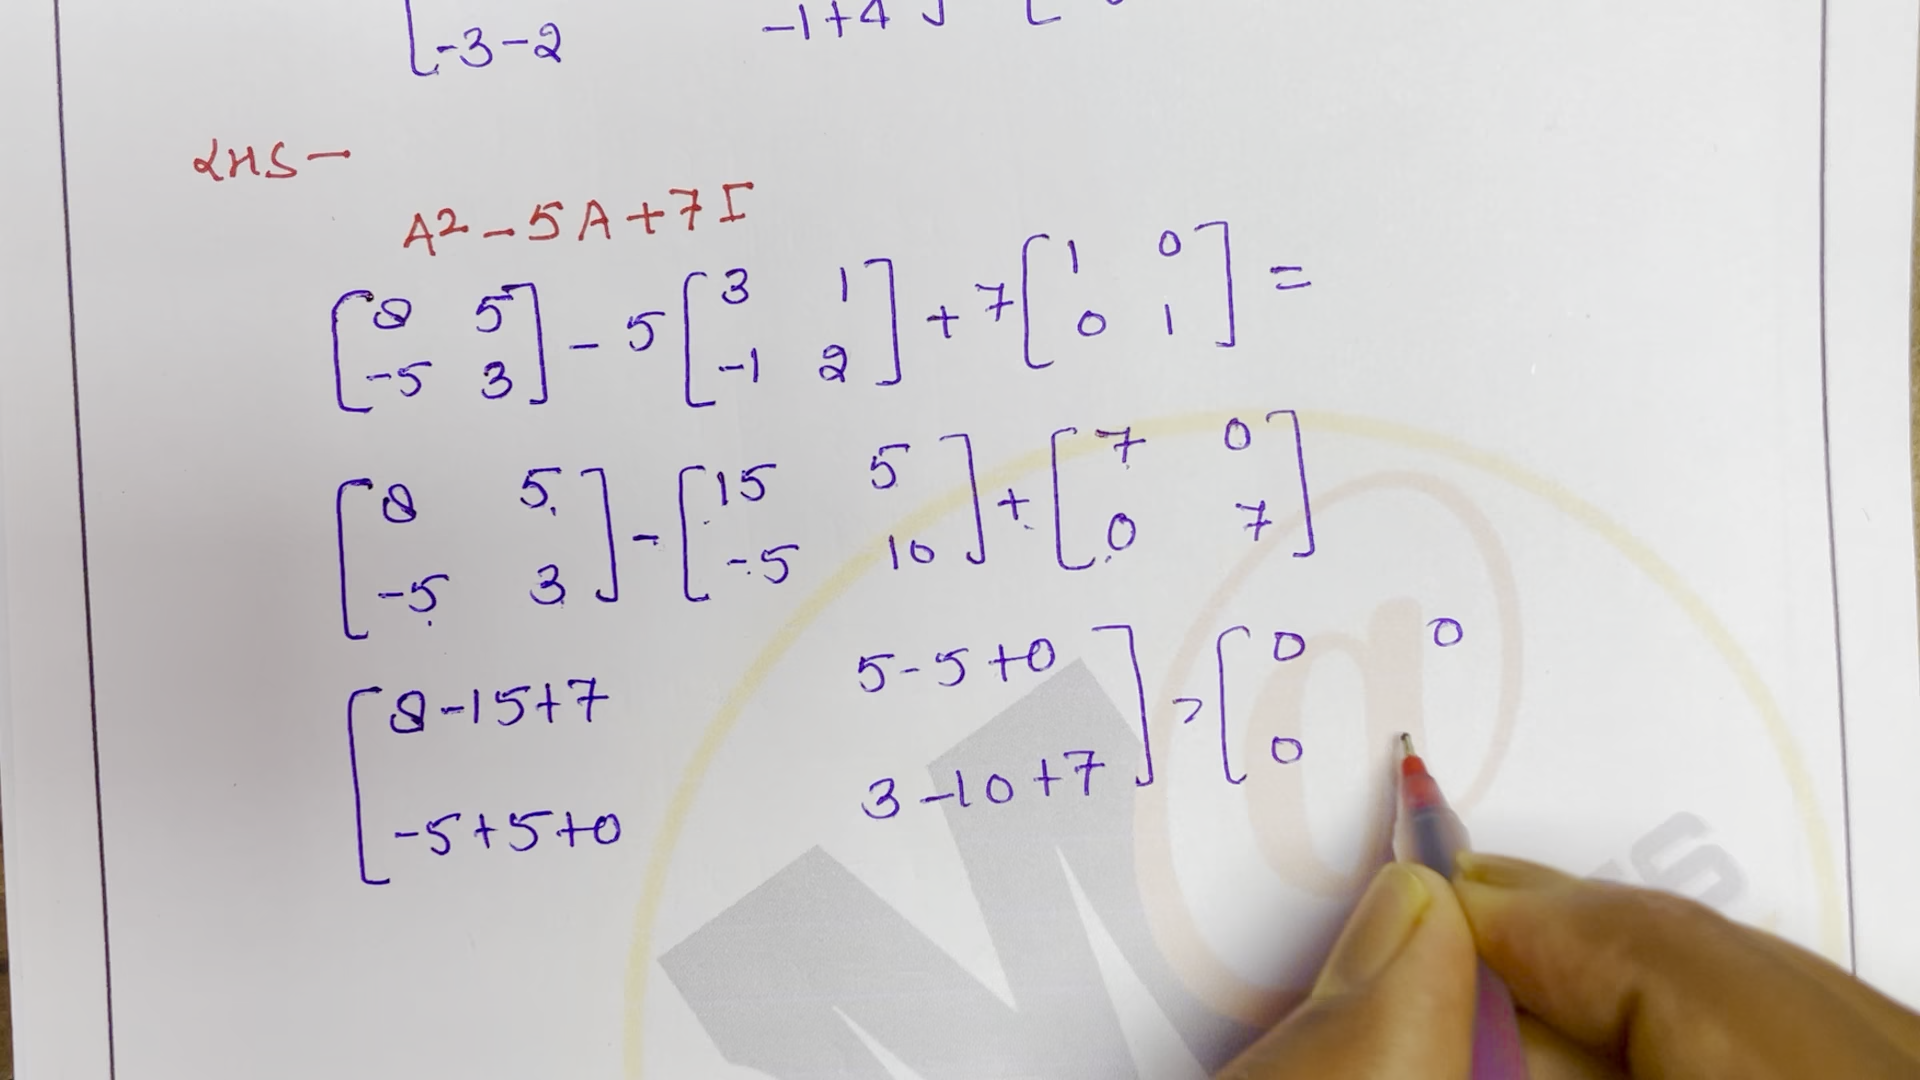 -3-2 -1+4
LHS-
A²-5A+7I
[8 5] - 5[3 1] + 7[1 0] =
[-5 3] [-1 2] [0 1]
[8 5] - [15 5] + [7 0]
[-5 3] [-5 10] [0 7]
[8-15+7 5-5+0] = [0 0
[-5+5+0 3-10+7] [0